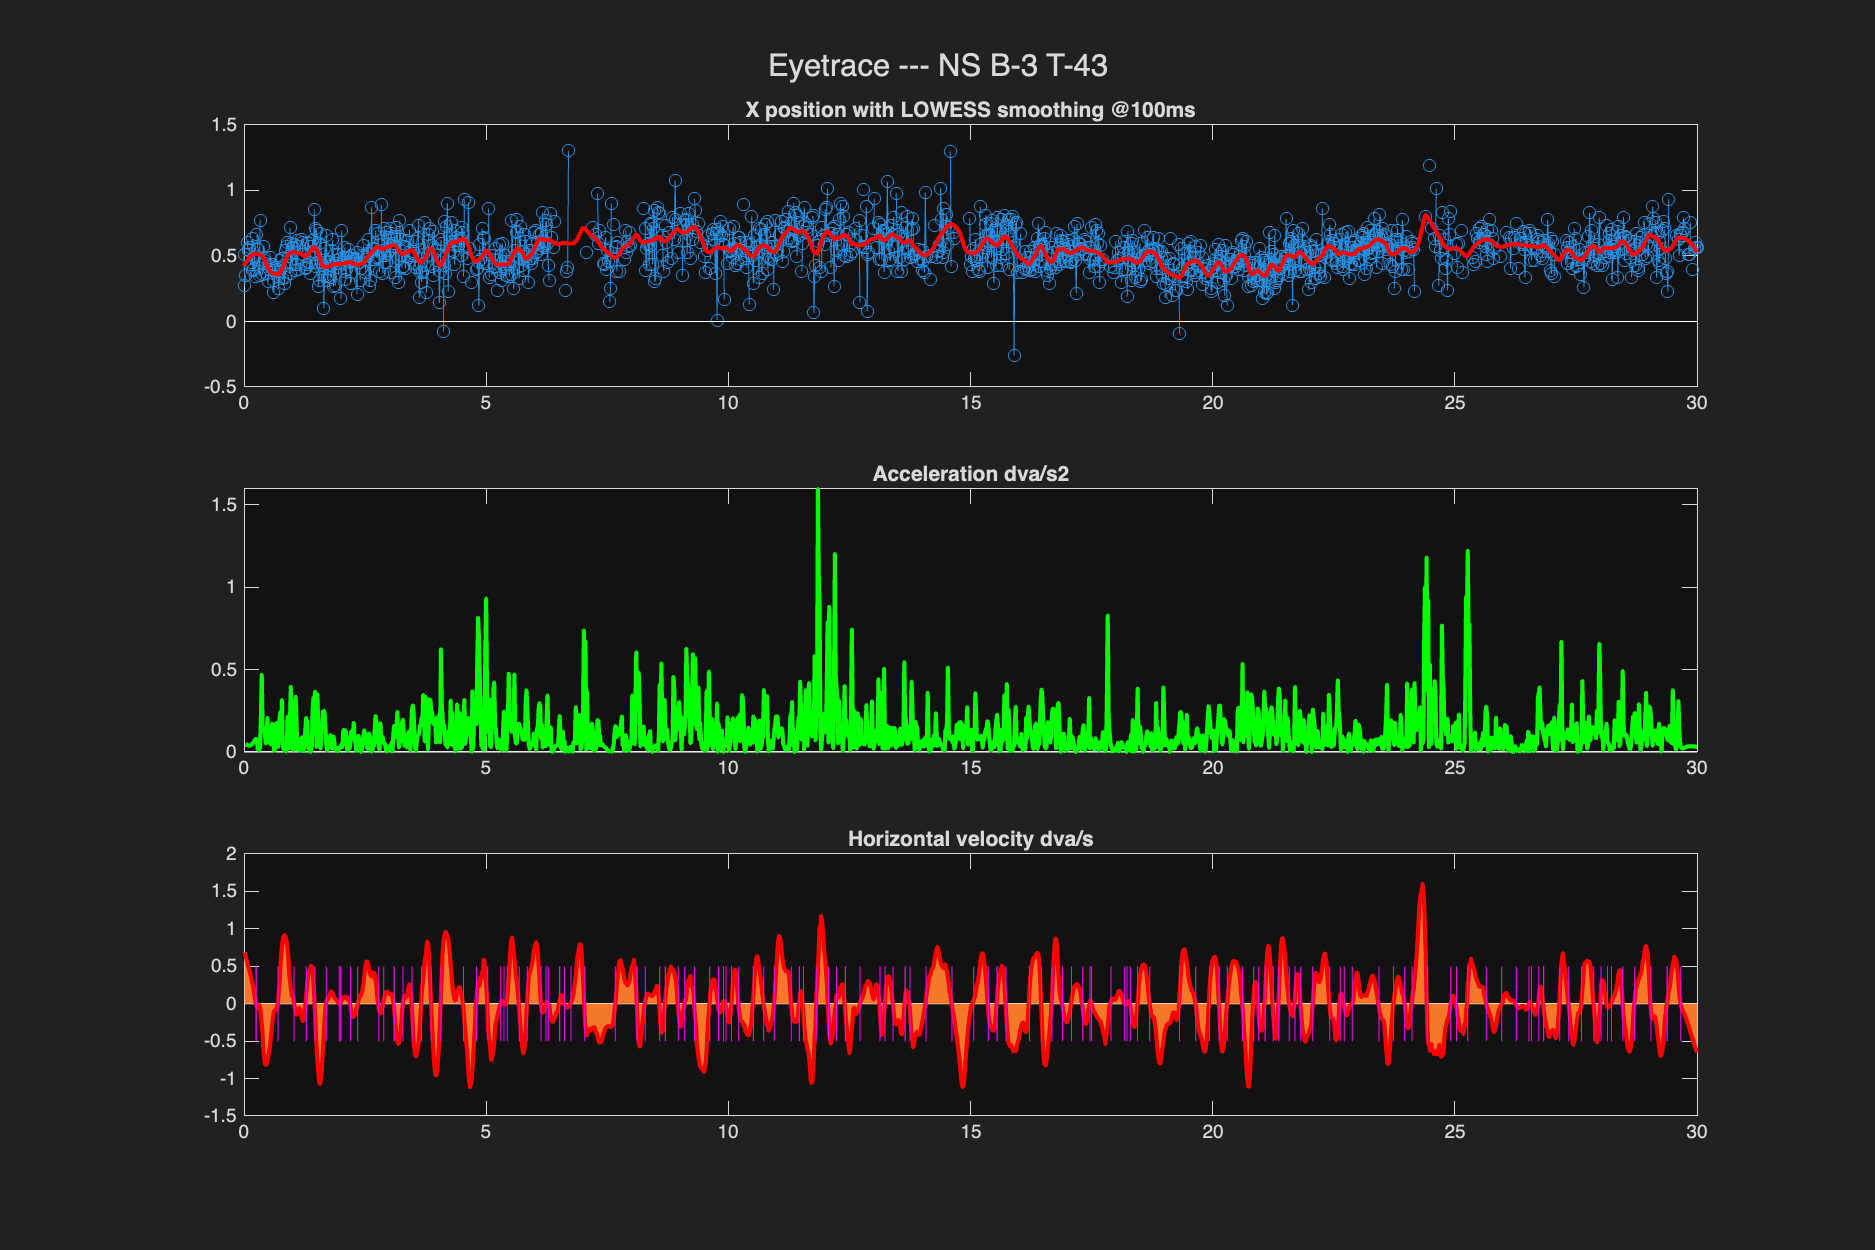 Eyetrace --- NS B-3 T-43
X position with LOWESS smoothing @100ms
1.5
1
0.5
0
-0.5
0 5 10 15 20 25 30
Acceleration dva/s2
1.5
1
0.5
0
0 5 10 15 20 25 30
Horizontal velocity dva/s
2
1.5
1
0.5
0
-0.5
-1
-1.5
0 5 10 15 20 25 30